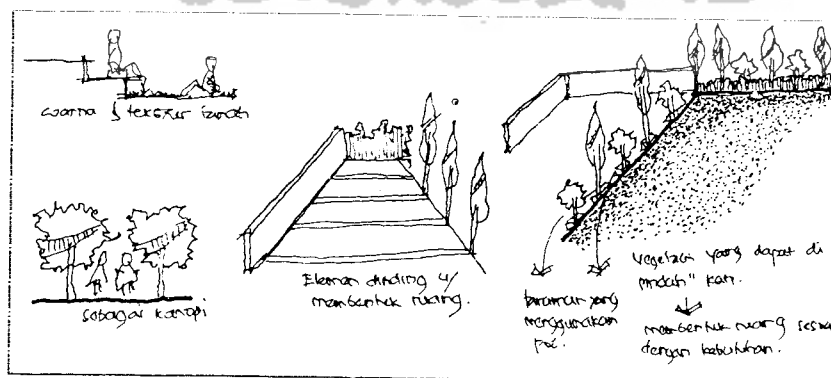 warna & tekstur tanah
sebagai kanopi
Elemen dinding u/
membentuk ruang.
tanaman yang
menggunakan
pot.
vegetasi yang dapat di
pindah" kan.
membentuk ruang sesuai
dengan kebutuhan.